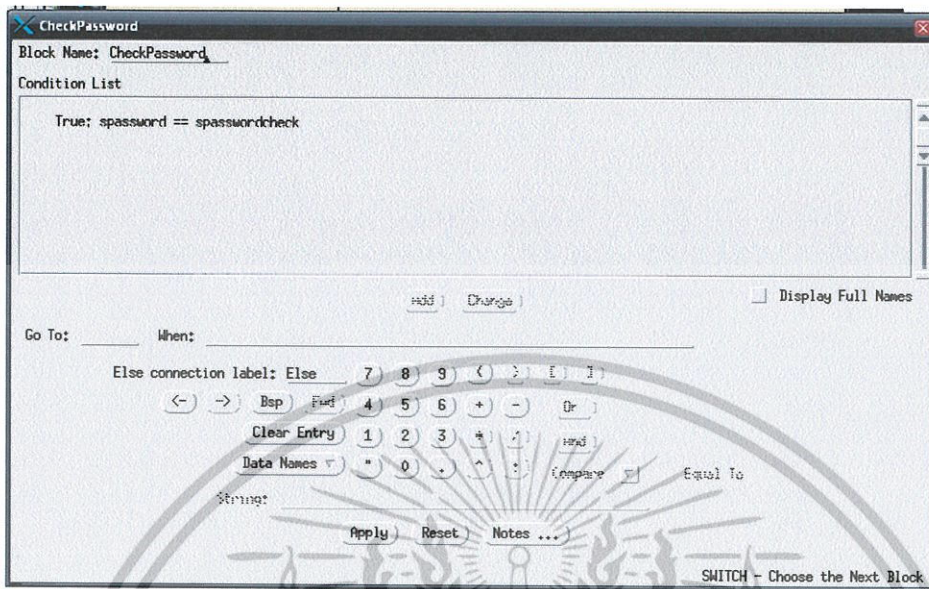 CheckPassword
Block Name: CheckPassword
Condition List
True: spassword == spasswordcheck
Add Change
Display Full Names
Go To: When:
Else connection label: Else 7 8 9 ( ) [ ]
<- -> Bsp Fwd 4 5 6 + - Or
Clear Entry 1 2 3 * / And
Data Names " 0 . ^ : Compare Equal To
String:
Apply Reset Notes ...
SWITCH - Choose the Next Block